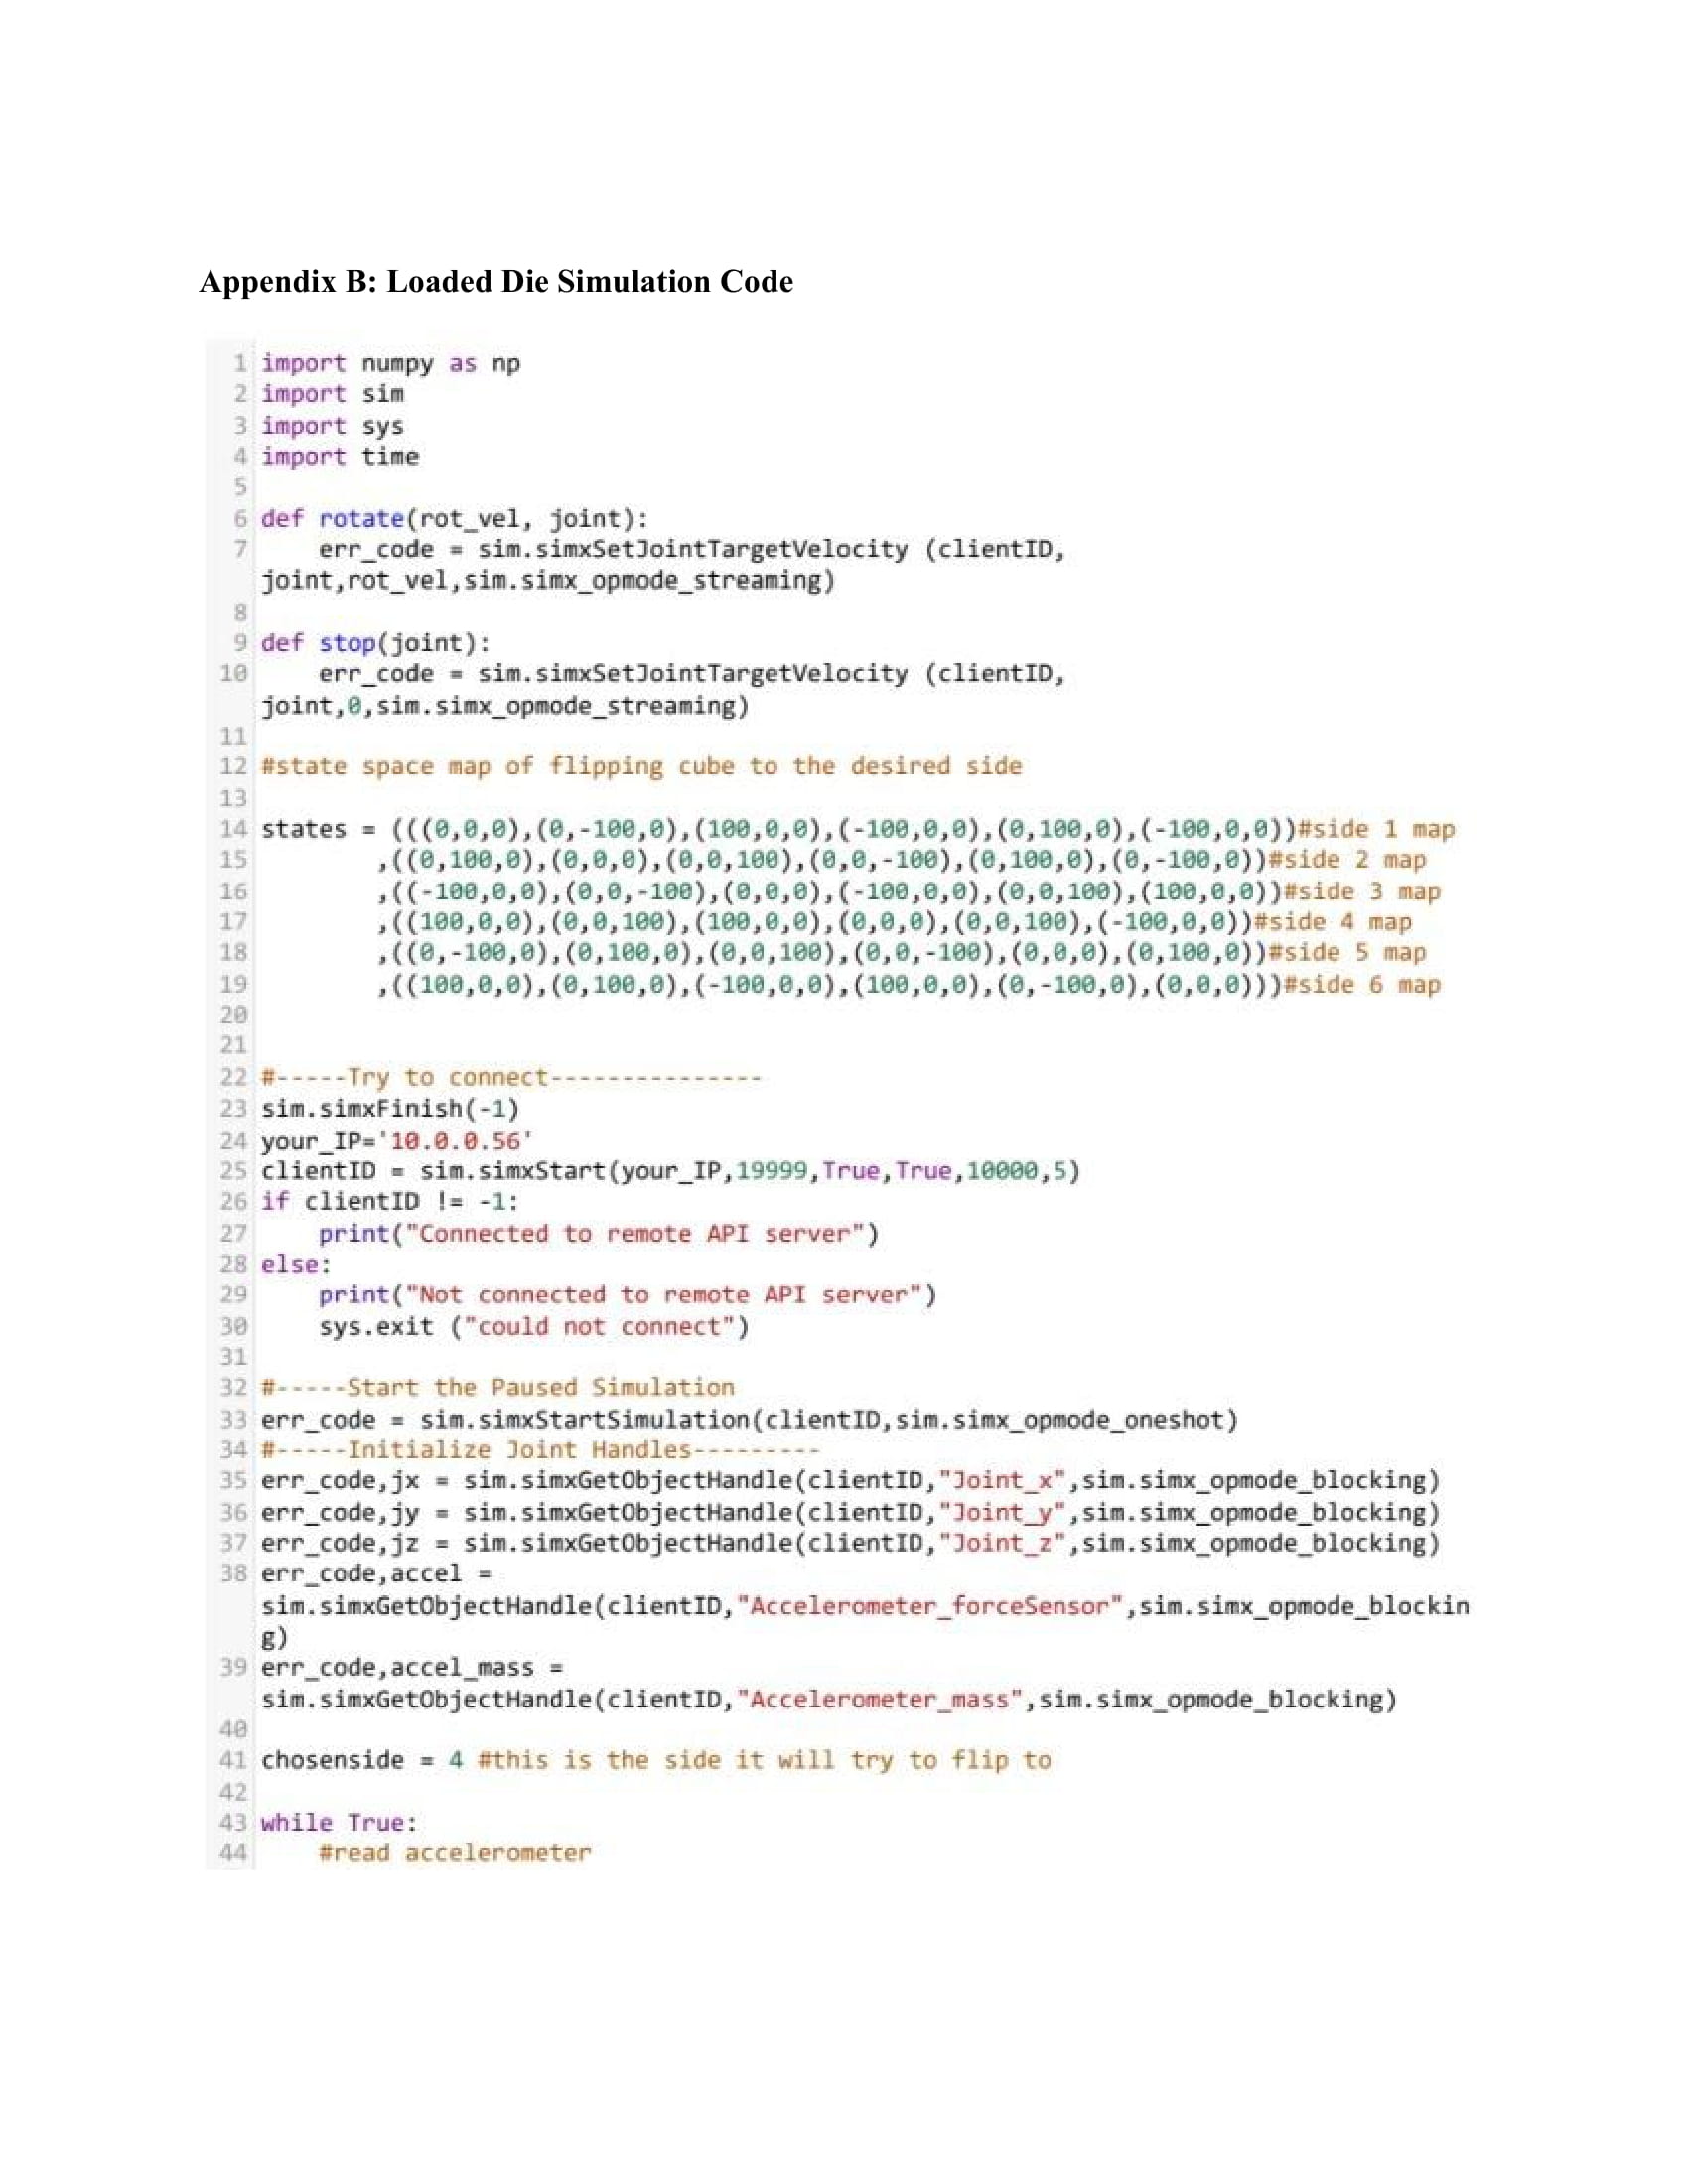 Appendix B: Loaded Die Simulation Code
1 import numpy as np
2 import sim
3 import sys
4 import time
5
6 def rotate(rot_vel, joint):
7     err_code = sim.simxSetJointTargetVelocity (clientID,
joint,rot_vel,sim.simx_opmode_streaming)
8
9 def stop(joint):
10     err_code = sim.simxSetJointTargetVelocity (clientID,
joint,0,sim.simx_opmode_streaming)
11
12 #state space map of flipping cube to the desired side
13
14 states = (((0,0,0),(0,-100,0),(100,0,0),(-100,0,0),(0,100,0),(-100,0,0))#side 1 map
15         ,((0,100,0),(0,0,0),(0,0,100),(0,0,-100),(0,100,0),(0,-100,0))#side 2 map
16         ,((-100,0,0),(0,0,-100),(0,0,0),(-100,0,0),(0,0,100),(100,0,0))#side 3 map
17         ,((100,0,0),(0,0,100),(100,0,0),(0,0,0),(0,0,100),(-100,0,0))#side 4 map
18         ,((0,-100,0),(0,100,0),(0,0,100),(0,0,-100),(0,0,0),(0,100,0))#side 5 map
19         ,((100,0,0),(0,100,0),(-100,0,0),(100,0,0),(0,-100,0),(0,0,0)))#side 6 map
20
21
22 #-----Try to connect---------------
23 sim.simxFinish(-1)
24 your_IP='10.0.0.56'
25 clientID = sim.simxStart(your_IP,19999,True,True,10000,5)
26 if clientID != -1:
27     print("Connected to remote API server")
28 else:
29     print("Not connected to remote API server")
30     sys.exit ("could not connect")
31
32 #-----Start the Paused Simulation
33 err_code = sim.simxStartSimulation(clientID,sim.simx_opmode_oneshot)
34 #-----Initialize Joint Handles---------
35 err_code,jx = sim.simxGetObjectHandle(clientID,"Joint_x",sim.simx_opmode_blocking)
36 err_code,jy = sim.simxGetObjectHandle(clientID,"Joint_y",sim.simx_opmode_blocking)
37 err_code,jz = sim.simxGetObjectHandle(clientID,"Joint_z",sim.simx_opmode_blocking)
38 err_code,accel =
sim.simxGetObjectHandle(clientID,"Accelerometer_forceSensor",sim.simx_opmode_blockin
g)
39 err_code,accel_mass =
sim.simxGetObjectHandle(clientID,"Accelerometer_mass",sim.simx_opmode_blocking)
40
41 chosenside = 4 #this is the side it will try to flip to
42
43 while True:
44     #read accelerometer